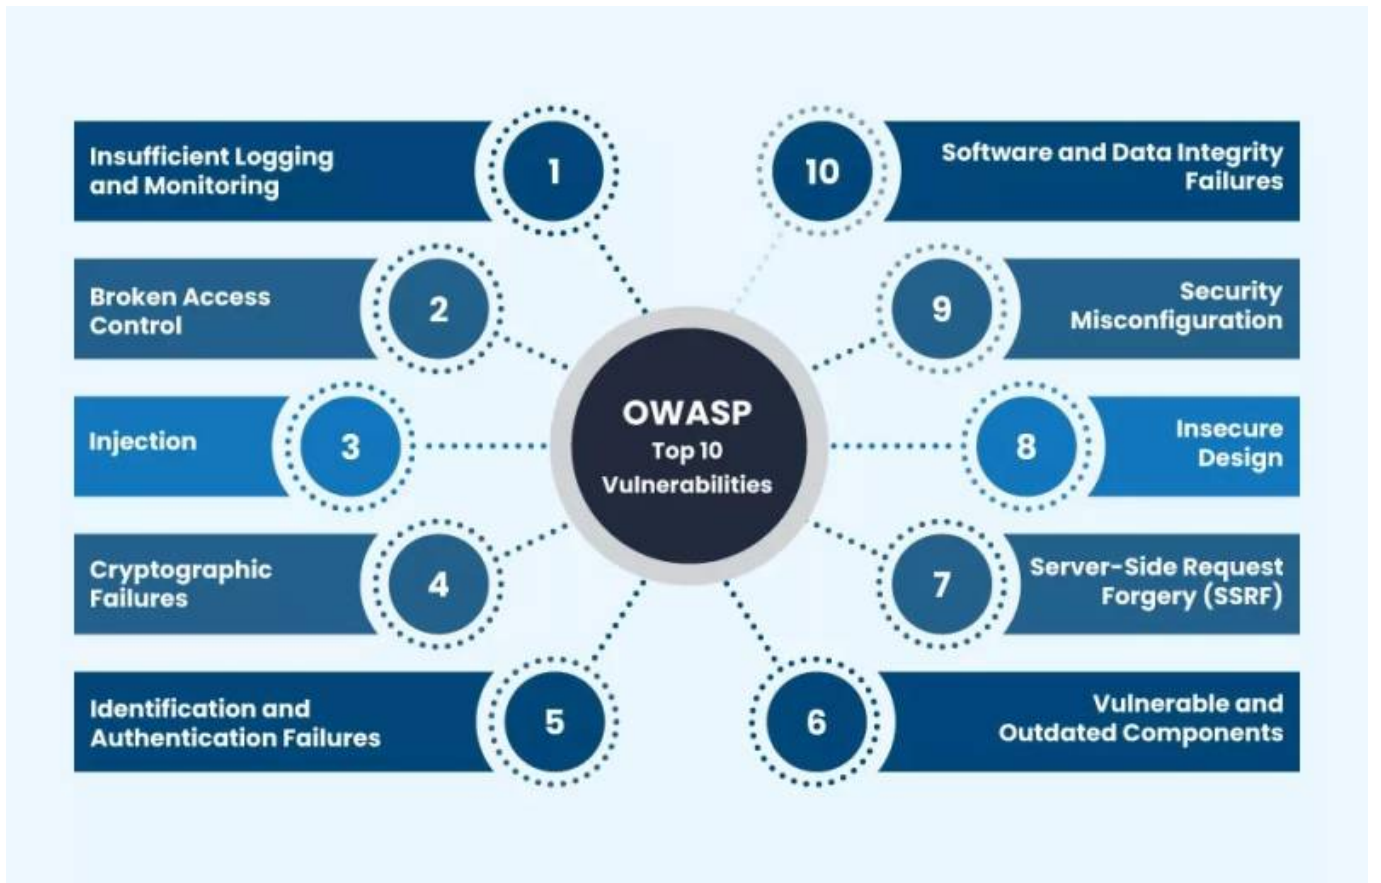 Insufficient Logging
and Monitoring
1
Broken Access
Control
2
Injection
3
Cryptographic
Failures
4
Identification and
Authentication Failures
5
OWASP
Top 10
Vulnerabilities
10
Software and Data Integrity
Failures
9
Security
Misconfiguration
8
Insecure
Design
7
Server-Side Request
Forgery (SSRF)
6
Vulnerable and
Outdated Components